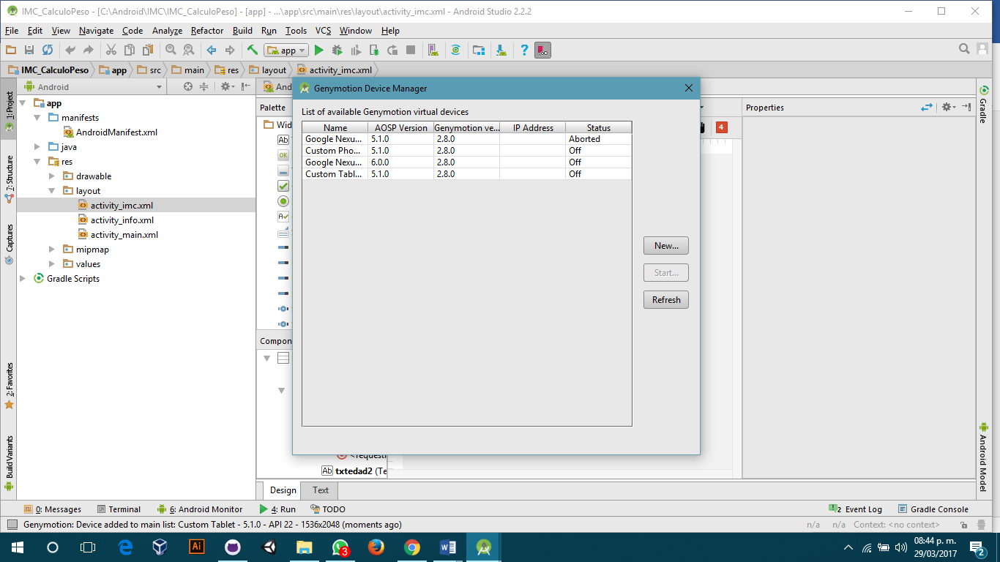 IMC_CalculoPeso - [C:\Android\IMC\IMC_CalculoPeso] - [app] - ...\app\src\main\res\layout\activity_imc.xml - Android Studio 2.2.2
File Edit View Navigate Code Analyze Refactor Build Run Tools VCS Window Help
app
IMC_CalculoPeso app src main res layout activity_imc.xml
Android
1: Project
7: Structure
Captures
2: Favorites
Build Variants
app
manifests
AndroidManifest.xml
java
res
drawable
layout
activity_imc.xml
activity_info.xml
activity_main.xml
mipmap
values
Gradle Scripts
Palette
Ab
OK
Genymotion Device Manager
List of available Genymotion virtual devices
Name AOSP Version Genymotion ve... IP Address Status
Google Nexu... 5.1.0 2.8.0 Aborted
Custom Pho... 5.1.0 2.8.0 Off
Google Nexu... 6.0.0 2.8.0 Off
Custom Tabl... 5.1.0 2.8.0 Off
New...
Start...
Refresh
Properties
4
Gradle
Android Model
Ab txtedad2 (Te
Design Text
0: Messages Terminal 6: Android Monitor 4: Run TODO
2 Event Log Gradle Console
Genymotion: Device added to main list: Custom Tablet - 5.1.0 - API 22 - 1536x2048 (moments ago)
n/a n/a Context: <no context>
Ai
3
08:44 p. m.
29/03/2017
2